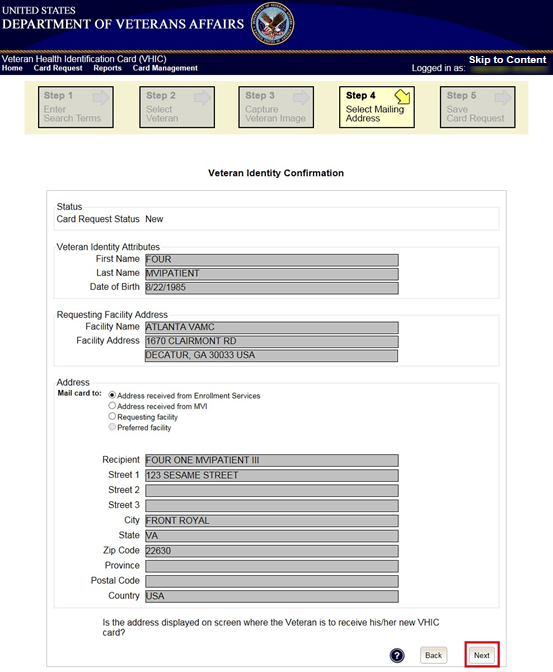 UNITED STATES
DEPARTMENT OF VETERANS AFFAIRS
Veteran Health Identification Card (VHIC)
Skip to Content
Home Card Request Reports Card Management
Logged in as:
Step 1
Enter
Search Terms
Step 2
Select
Veteran
Step 3
Capture
Veteran Image
Step 4
Select Mailing
Address
Step 5
Save
Card Request
Veteran Identity Confirmation
Status
Card Request Status New
Veteran Identity Attributes
First Name FOUR
Last Name MVIPATIENT
Date of Birth 8/22/1985
Requesting Facility Address
Facility Name ATLANTA VAMC
Facility Address 1670 CLAIRMONT RD
DECATUR, GA 30033 USA
Address
Mail card to: Address received from Enrollment Services
Address received from MVI
Requesting facility
Preferred facility
Recipient FOUR ONE MVIPATIENT III
Street 1 123 SESAME STREET
Street 2
Street 3
City FRONT ROYAL
State VA
Zip Code 22630
Province
Postal Code
Country USA
Is the address displayed on screen where the Veteran is to receive his/her new VHIC
card?
? Back Next